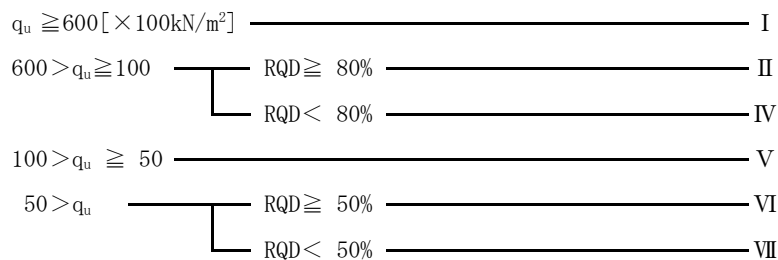 qᵤ ≧600[×100kN/m²] Ⅰ
600＞qᵤ≧100 RQD≧ 80% Ⅱ
RQD＜ 80% Ⅳ
100＞qᵤ ≧ 50 Ⅴ
50＞qᵤ RQD≧ 50% Ⅵ
RQD＜ 50% Ⅶ